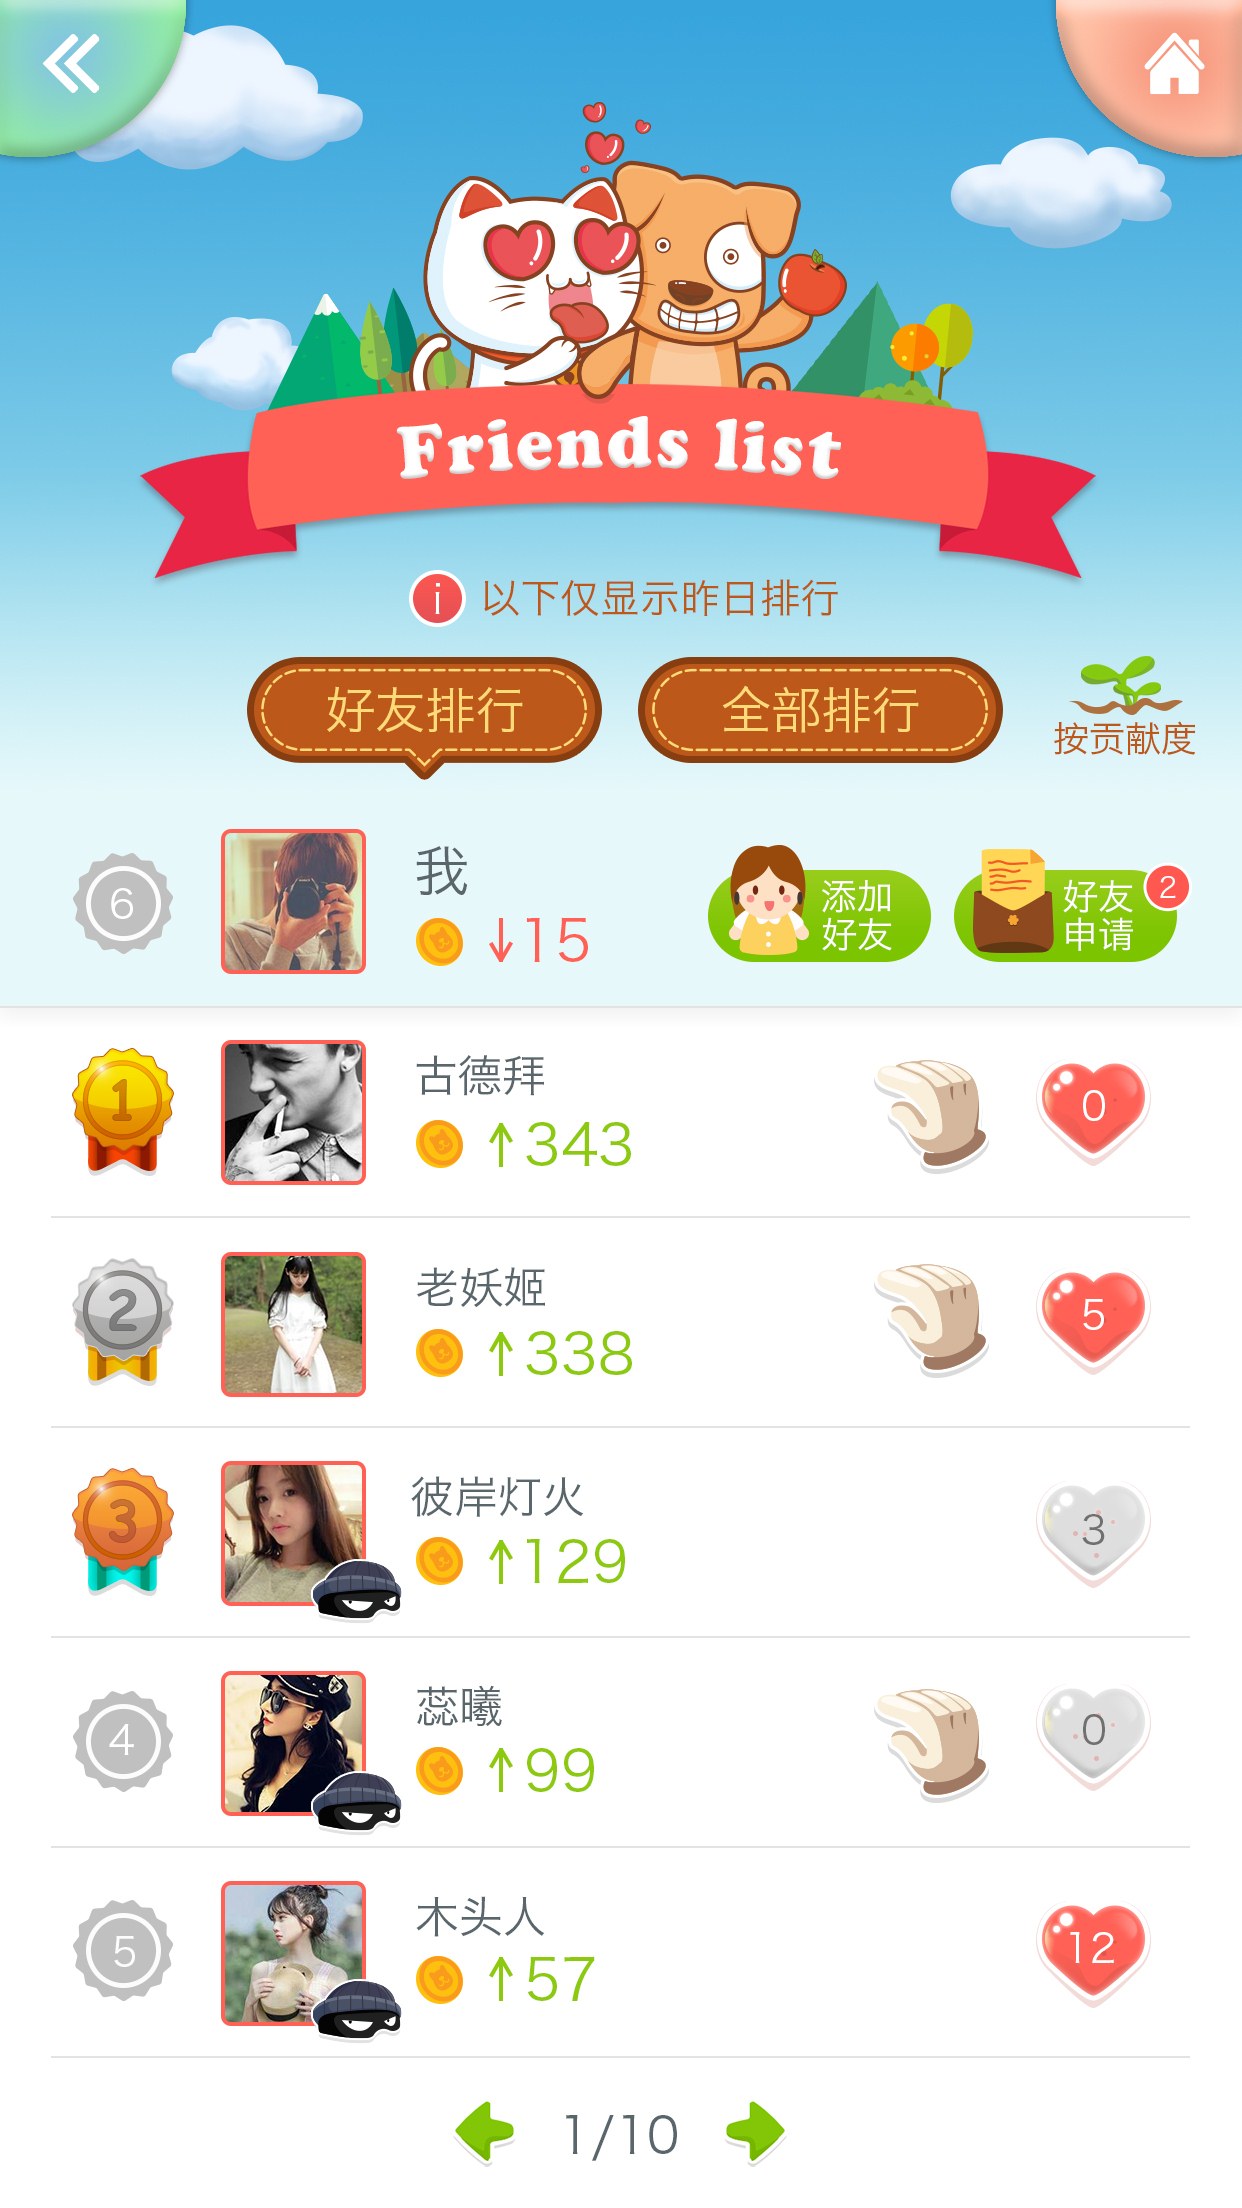 Friends list
i 以下仅显示昨日排行
好友排行 全部排行
按贡献度
6 我
↓15
添加
好友
好友
申请
2
1 古德拜
↑343
0
2 老妖姬
↑338
5
3 彼岸灯火
↑129
3
4 蕊曦
↑99
0
5 木头人
↑57
12
1/10